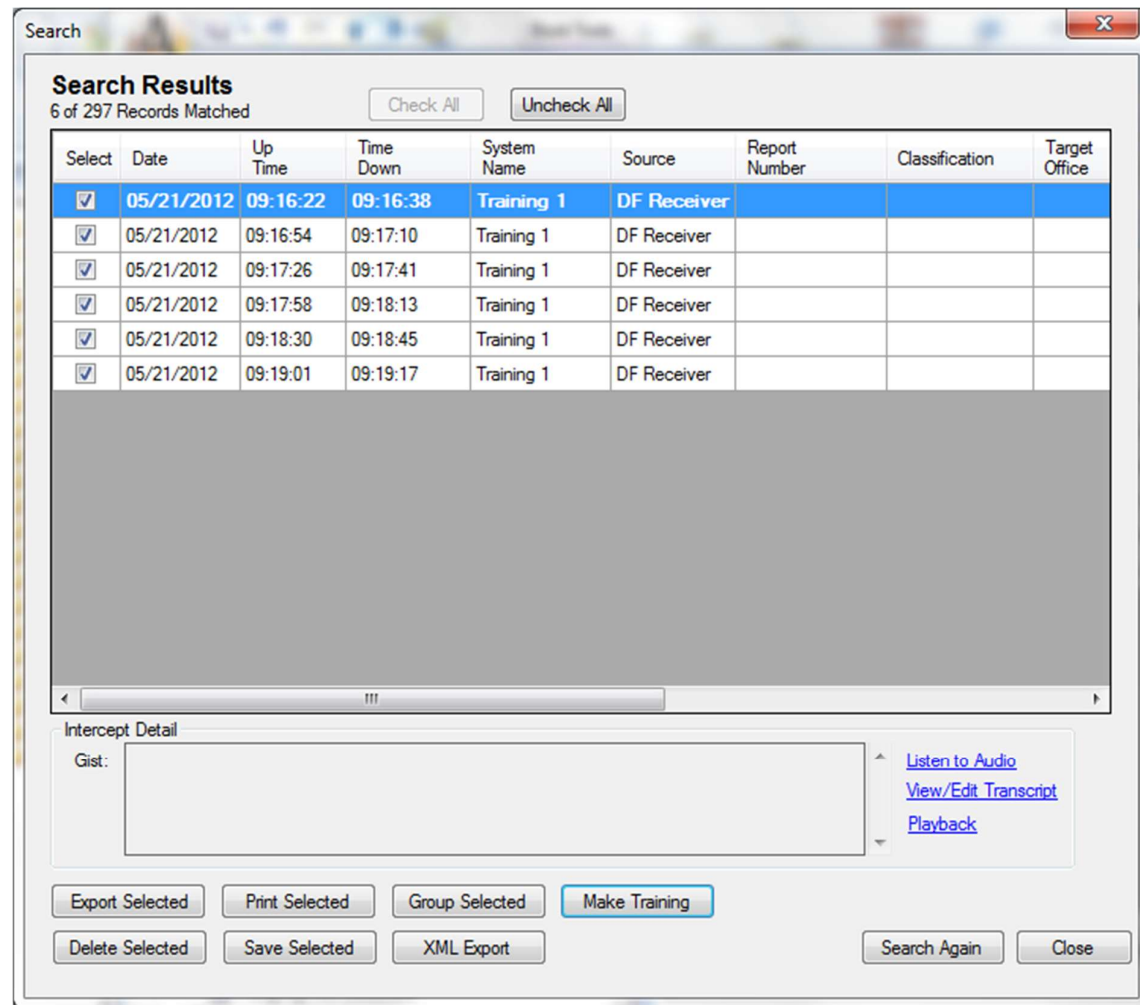 Search
Search Results
6 of 297 Records Matched
Check All
Uncheck All
Select Date Up Time Time Down System Name Source Report Number Classification Target Office
05/21/2012 09:16:22 09:16:38 Training 1 DF Receiver
05/21/2012 09:16:54 09:17:10 Training 1 DF Receiver
05/21/2012 09:17:26 09:17:41 Training 1 DF Receiver
05/21/2012 09:17:58 09:18:13 Training 1 DF Receiver
05/21/2012 09:18:30 09:18:45 Training 1 DF Receiver
05/21/2012 09:19:01 09:19:17 Training 1 DF Receiver
Intercept Detail
Gist:
Listen to Audio
View/Edit Transcript
Playback
Export Selected Print Selected Group Selected Make Training
Delete Selected Save Selected XML Export Search Again Close